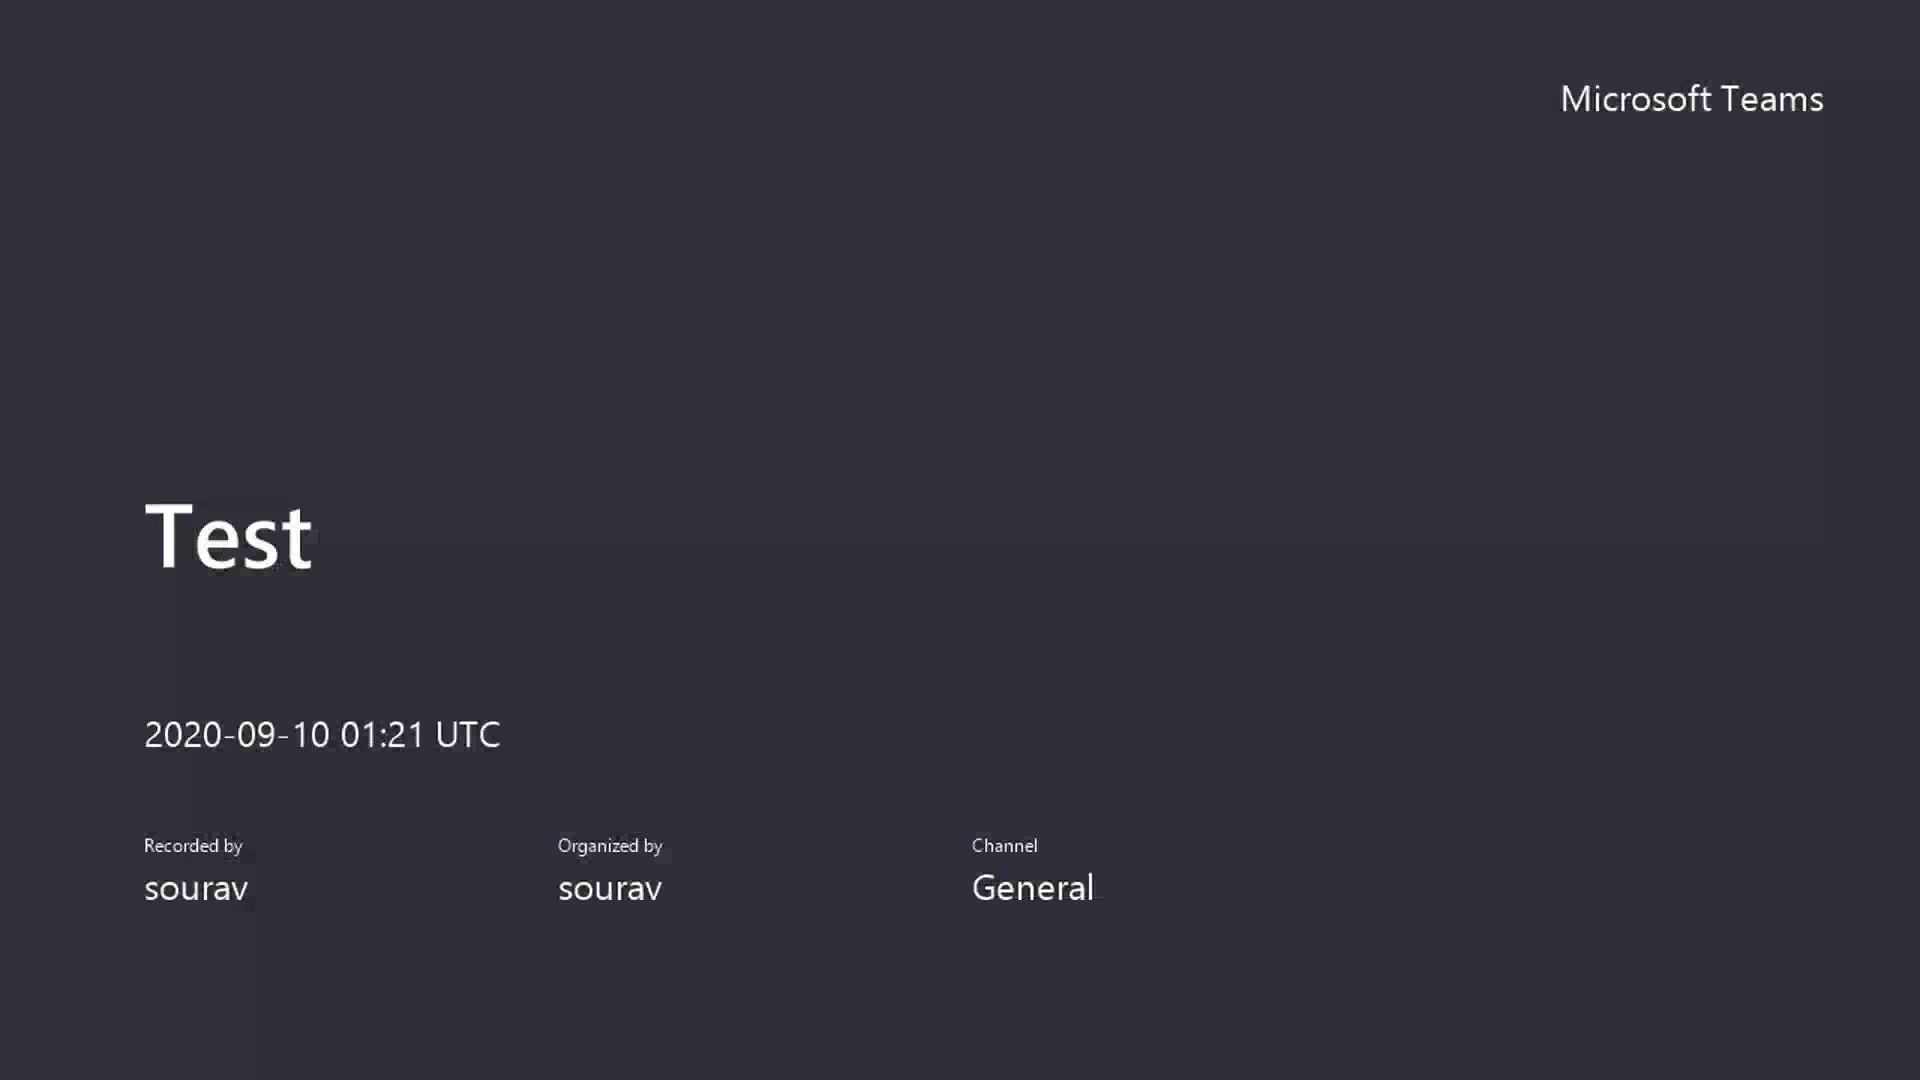 Microsoft Teams
Test
2020-09-10 01:21 UTC
Recorded by
sourav
Organized by
sourav
Channel
General